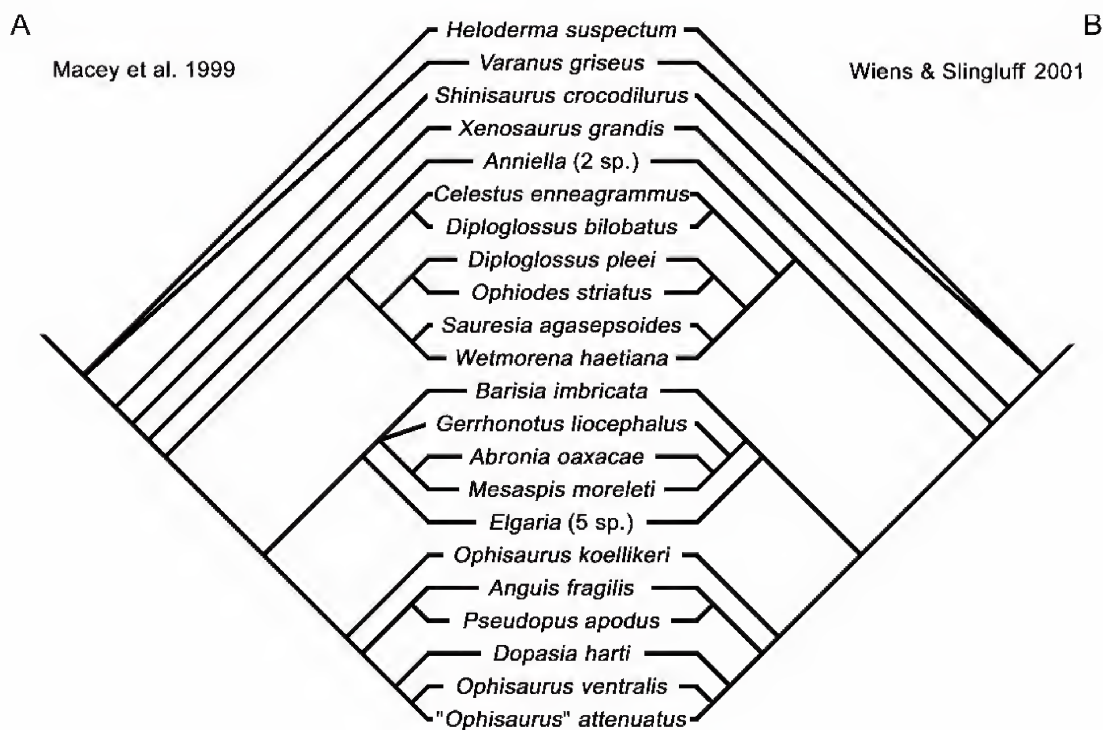 A
B
Macey et al. 1999
Wiens & Slingluff 2001
Heloderma suspectum
Varanus griseus
Shinisaurus crocodilurus
Xenosaurus grandis
Anniella (2 sp.)
Celestus enneagrammus
Diploglossus bilobatus
Diploglossus pleei
Ophiodes striatus
Sauresia agasepsoides
Wetmorena haetiana
Barisia imbricata
Gerrhonotus liocephalus
Abronia oaxacae
Mesaspis moreleti
Elgaria (5 sp.)
Ophisaurus koellikeri
Anguis fragilis
Pseudopus apodus
Dopasia harti
Ophisaurus ventralis
"Ophisaurus" attenuatus